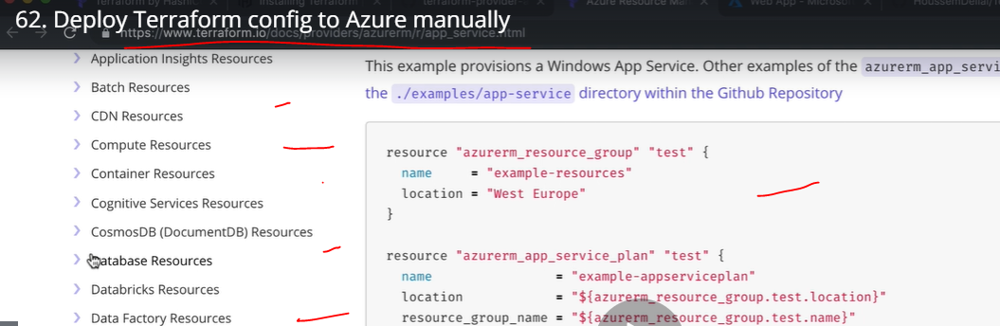 62. Deploy Terraform config to Azure manually
https://www.terraform.io/docs/providers/azurerm/r/app_service.html
Application Insights Resources
Batch Resources
CDN Resources
Compute Resources
Container Resources
Cognitive Services Resources
CosmosDB (DocumentDB) Resources
Database Resources
Databricks Resources
Data Factory Resources
This example provisions a Windows App Service. Other examples of the azurerm_app_servi
the ./examples/app-service directory within the Github Repository
resource "azurerm_resource_group" "test" {
name = "example-resources"
location = "West Europe"
}
resource "azurerm_app_service_plan" "test" {
name = "example-appserviceplan"
location = "${azurerm_resource_group.test.location}"
resource_group_name = "${azurerm_resource_group.test.name}"